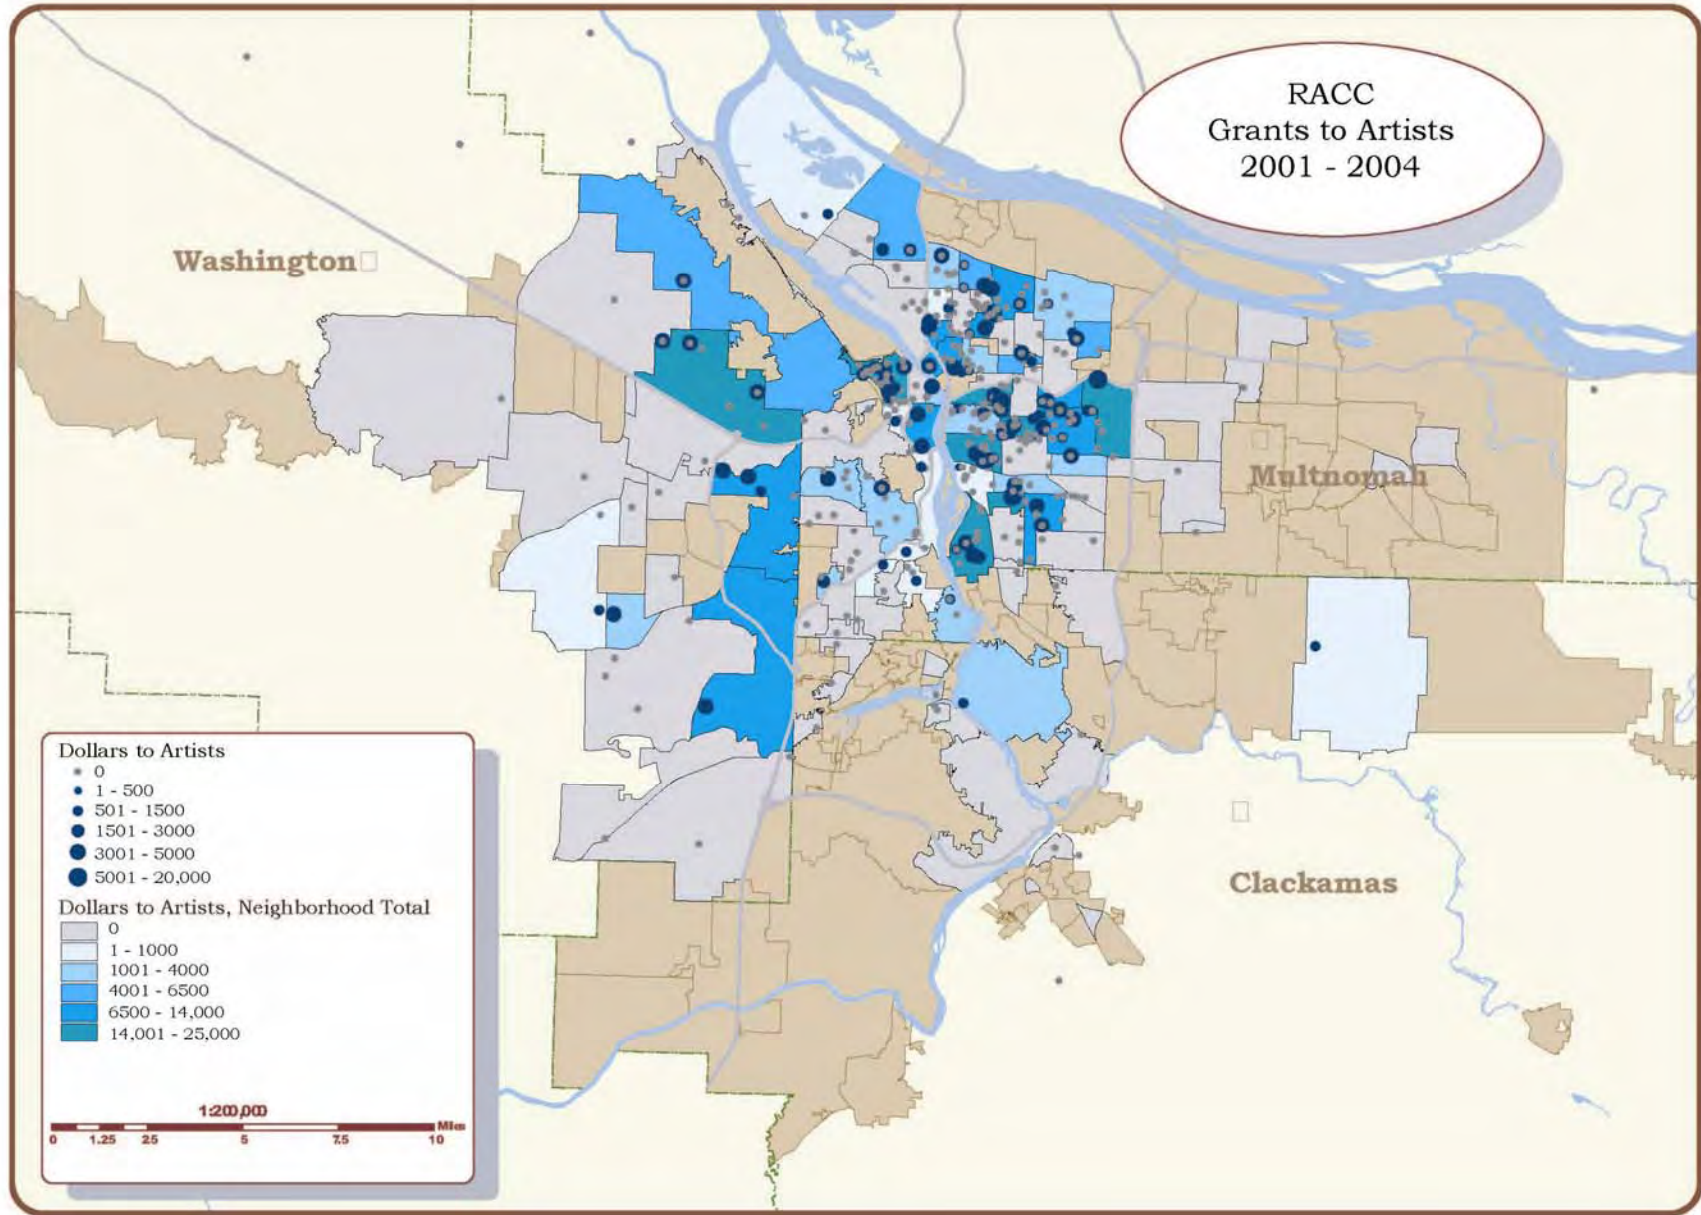 RACC
Grants to Artists
2001 - 2004
Washington
Multnomah
Clackamas
Dollars to Artists
0
1 - 500
501 - 1500
1501 - 3000
3001 - 5000
5001 - 20,000
Dollars to Artists, Neighborhood Total
0
1 - 1000
1001 - 4000
4001 - 6500
6500 - 14,000
14,001 - 25,000
1:200,000
Miles
0 1.25 2.5 5 7.5 10